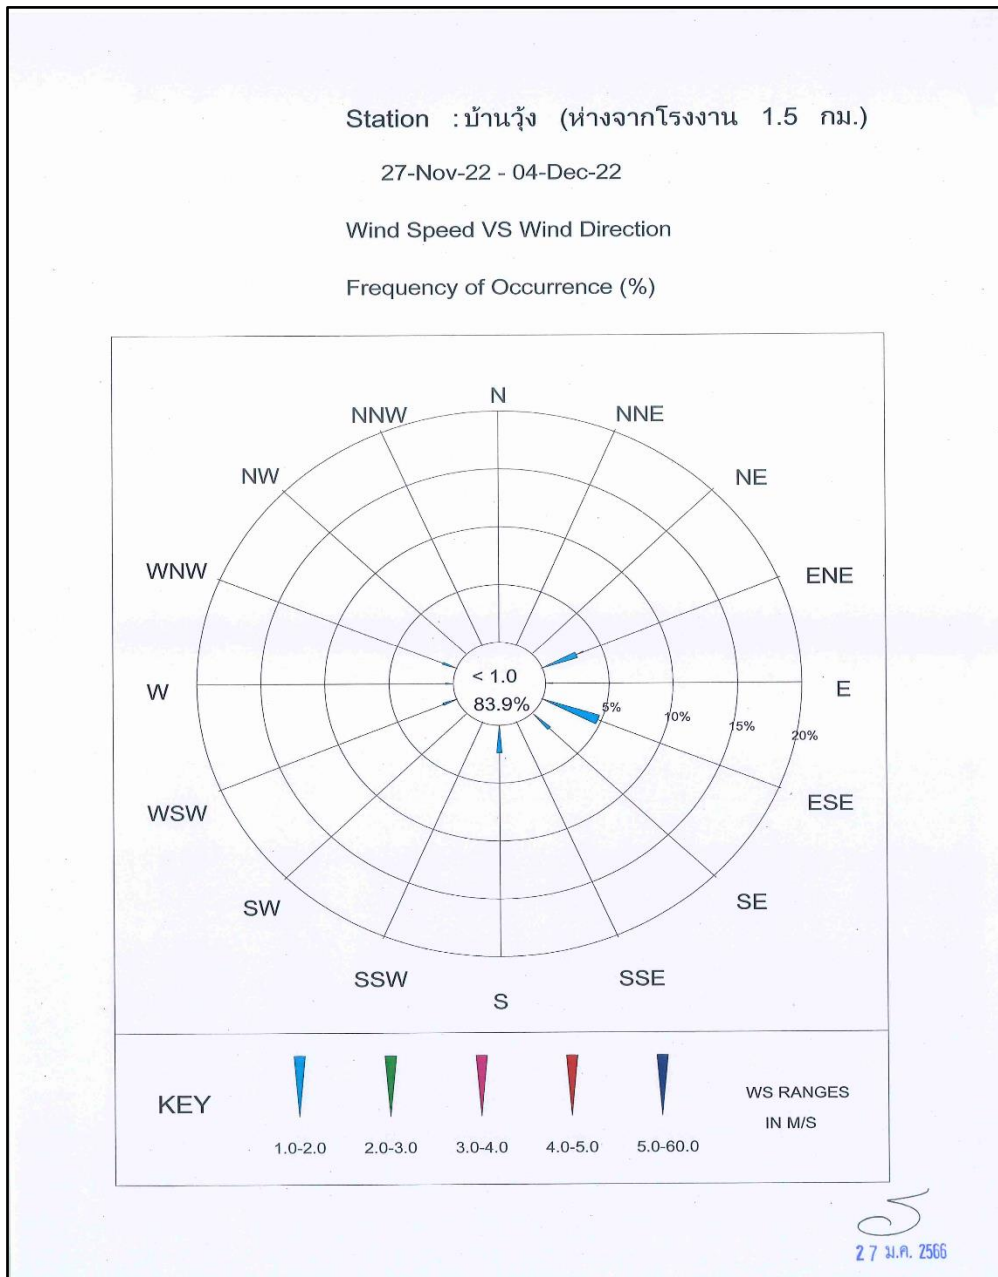 Station : บ้านวุ้ง (ห่างจากโรงงาน 1.5 กม.)
27-Nov-22 - 04-Dec-22
Wind Speed VS Wind Direction
Frequency of Occurrence (%)
N
NNW
NNE
NW
NE
WNW
ENE
< 1.0
83.9%
W
E
5%
10%
15%
20%
WSW
ESE
SW
SE
SSW
SSE
S
KEY
WS RANGES
IN M/S
1.0-2.0 2.0-3.0 3.0-4.0 4.0-5.0 5.0-60.0
27 ม.ค. 2566